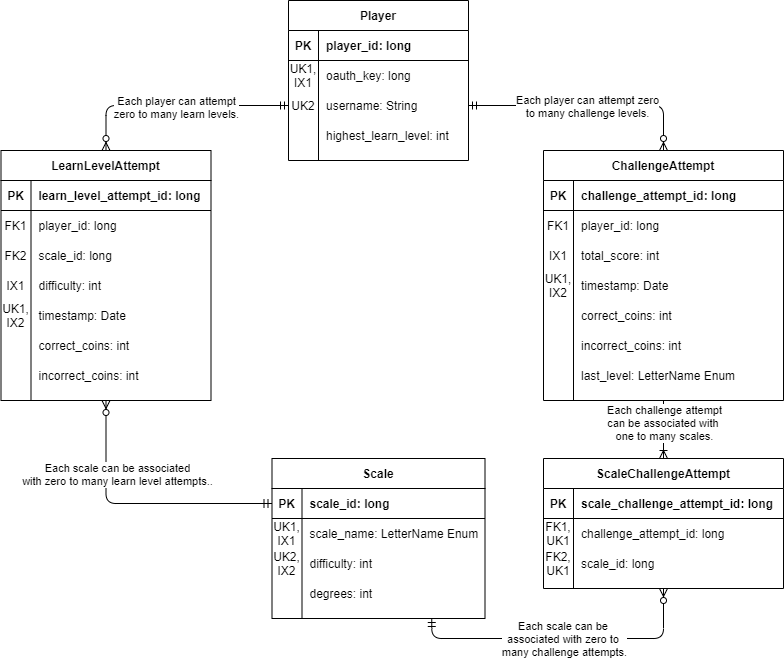 Player
PK player_id: long
UK1,
IX1
oauth_key: long
UK2 username: String
highest_learn_level: int
Each player can attempt
zero to many learn levels.
Each player can attempt zero
to many challenge levels.
LearnLevelAttempt
PK learn_level_attempt_id: long
FK1 player_id: long
FK2 scale_id: long
IX1 difficulty: int
UK1,
IX2
timestamp: Date
correct_coins: int
incorrect_coins: int
ChallengeAttempt
PK challenge_attempt_id: long
FK1 player_id: long
IX1 total_score: int
UK1,
IX2
timestamp: Date
correct_coins: int
incorrect_coins: int
last_level: LetterName Enum
Each challenge attempt
can be associated with
one to many scales.
Each scale can be associated
with zero to many learn level attempts..
Scale
PK scale_id: long
UK1,
IX1
scale_name: LetterName Enum
UK2,
IX2
difficulty: int
degrees: int
ScaleChallengeAttempt
PK scale_challenge_attempt_id: long
FK1,
UK1
challenge_attempt_id: long
FK2,
UK1
scale_id: long
Each scale can be
associated with zero to
many challenge attempts.